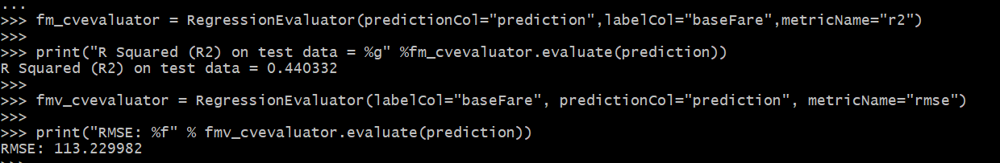 ...
>>> fm_cvevaluator = RegressionEvaluator(predictionCol="prediction",labelCol="baseFare",metricName="r2")
>>>
>>> print("R Squared (R2) on test data = %g" %fm_cvevaluator.evaluate(prediction))
R Squared (R2) on test data = 0.440332
>>>
>>> fmv_cvevaluator = RegressionEvaluator(labelCol="baseFare", predictionCol="prediction", metricName="rmse")
>>>
>>> print("RMSE: %f" % fmv_cvevaluator.evaluate(prediction))
RMSE: 113.229982
>>>